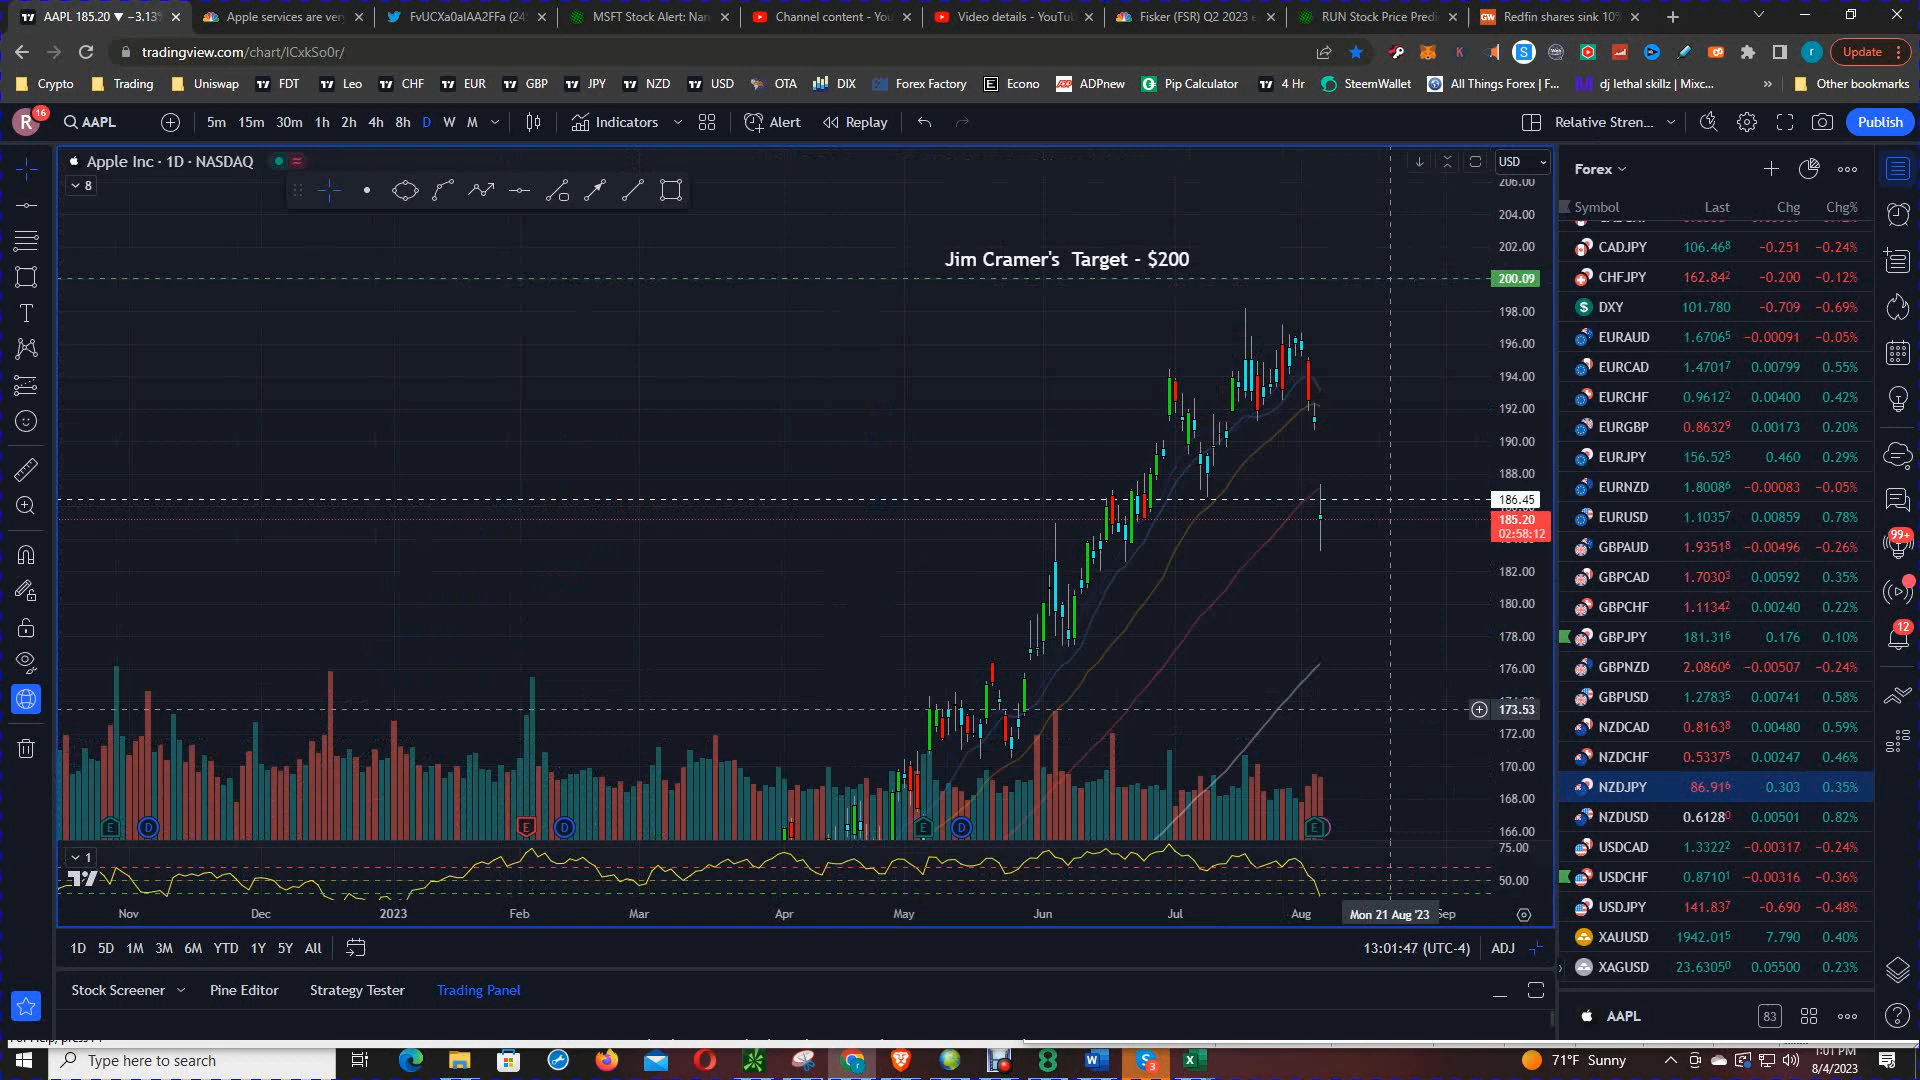 AAPL 185.20 ▼ −3.13%
Apple services are very
FvUCXa0aIAA2FFa (24
MSFT Stock Alert: Nan
Channel content - You
Video details - YouTube
Fisker (FSR) Q2 2023 e
RUN Stock Price Predi
Redfin shares sink 10%
tradingview.com/chart/lCxkSo0r/
Update
Crypto Trading Uniswap FDT Leo CHF EUR GBP JPY NZD USD OTA DIX Forex Factory Econo ADPnew Pip Calculator 4 Hr SteemWallet All Things Forex | F... dj lethal skillz | Mixc... » Other bookmarks
R 16 AAPL 5m 15m 30m 1h 2h 4h 8h D W M Indicators Alert Replay Relative Stren... Publish
Apple Inc · 1D · NASDAQ
8
USD
206.00
204.00
202.00
Jim Cramer's Target - $200
200.09
198.00
196.00
194.00
192.00
190.00
188.00
186.45
185.20
02:58:12
182.00
180.00
178.00
176.00
173.53
172.00
170.00
168.00
166.00
E D E D E D E
75.00
1
50.00
Nov Dec 2023 Feb Mar Apr May Jun Jul Aug Mon 21 Aug '23 Sep
1D 5D 1M 3M 6M YTD 1Y 5Y All
13:01:47 (UTC-4) ADJ
Stock Screener Pine Editor Strategy Tester Trading Panel
Forex
Symbol Last Chg Chg%
CADJPY 106.468 −0.251 −0.24%
CHFJPY 162.842 −0.200 −0.12%
DXY 101.780 −0.709 −0.69%
EURAUD 1.67065 −0.00091 −0.05%
EURCAD 1.47017 0.00799 0.55%
EURCHF 0.96122 0.00400 0.42%
EURGBP 0.86329 0.00173 0.20%
EURJPY 156.525 0.460 0.29%
EURNZD 1.80086 −0.00083 −0.05%
EURUSD 1.10357 0.00859 0.78%
GBPAUD 1.93518 −0.00496 −0.26%
GBPCAD 1.70303 0.00592 0.35%
GBPCHF 1.11342 0.00240 0.22%
GBPJPY 181.316 0.176 0.10%
GBPNZD 2.08606 −0.00507 −0.24%
GBPUSD 1.27835 0.00741 0.58%
NZDCAD 0.81638 0.00480 0.59%
NZDCHF 0.53375 0.00247 0.46%
NZDJPY 86.916 0.303 0.35%
NZDUSD 0.61280 0.00501 0.82%
USDCAD 1.33222 −0.00317 −0.24%
USDCHF 0.87101 −0.00316 −0.36%
USDJPY 141.837 −0.690 −0.48%
XAUUSD 1942.015 7.790 0.40%
XAGUSD 23.63050 0.05500 0.23%
AAPL 83
99+
12
Type here to search
71°F Sunny
1:01 PM
8/4/2023